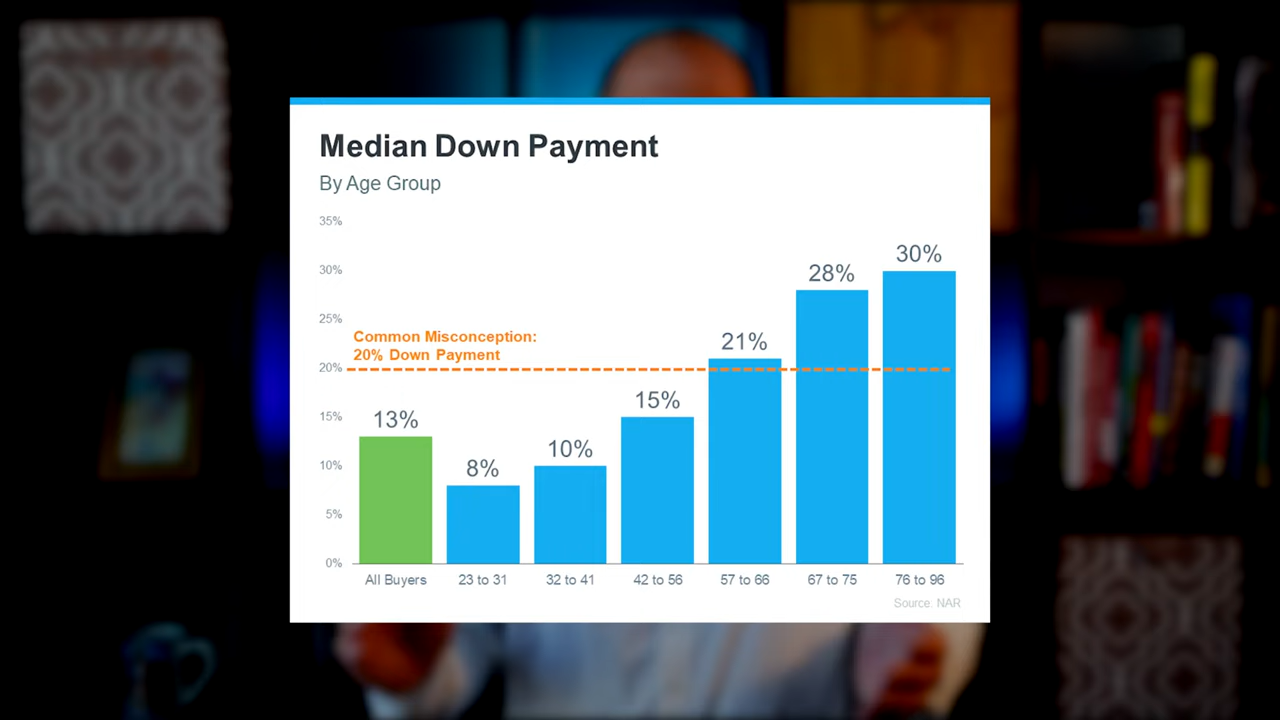 Median Down Payment
By Age Group
35%
30%
25%
20%
15%
10%
5%
0%
Common Misconception:
20% Down Payment
13%
8%
10%
15%
21%
28%
30%
All Buyers
23 to 31
32 to 41
42 to 56
57 to 66
67 to 75
76 to 96
Source: NAR